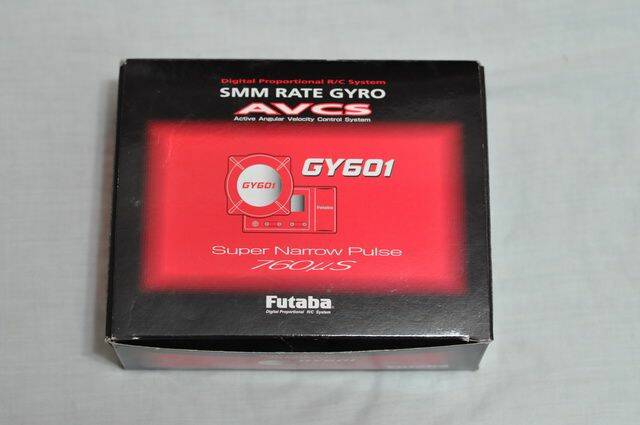 Digital Proportional R/C System
SMM RATE GYRO
AVCS
Active Angular Velocity Control System
GY601
GY601
Futaba
Super Narrow Pulse
760μS
Futaba
Digital Proportional R/C System